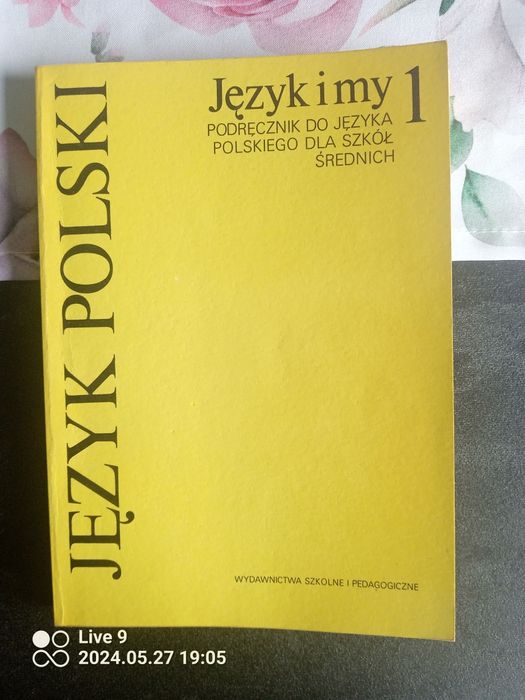 JĘZYK POLSKI
Język i my 1
PODRĘCZNIK DO JĘZYKA
POLSKIEGO DLA SZKÓŁ
ŚREDNICH
WYDAWNICTWA SZKOLNE I PEDAGOGICZNE
Live 9
2024.05.27 19:05